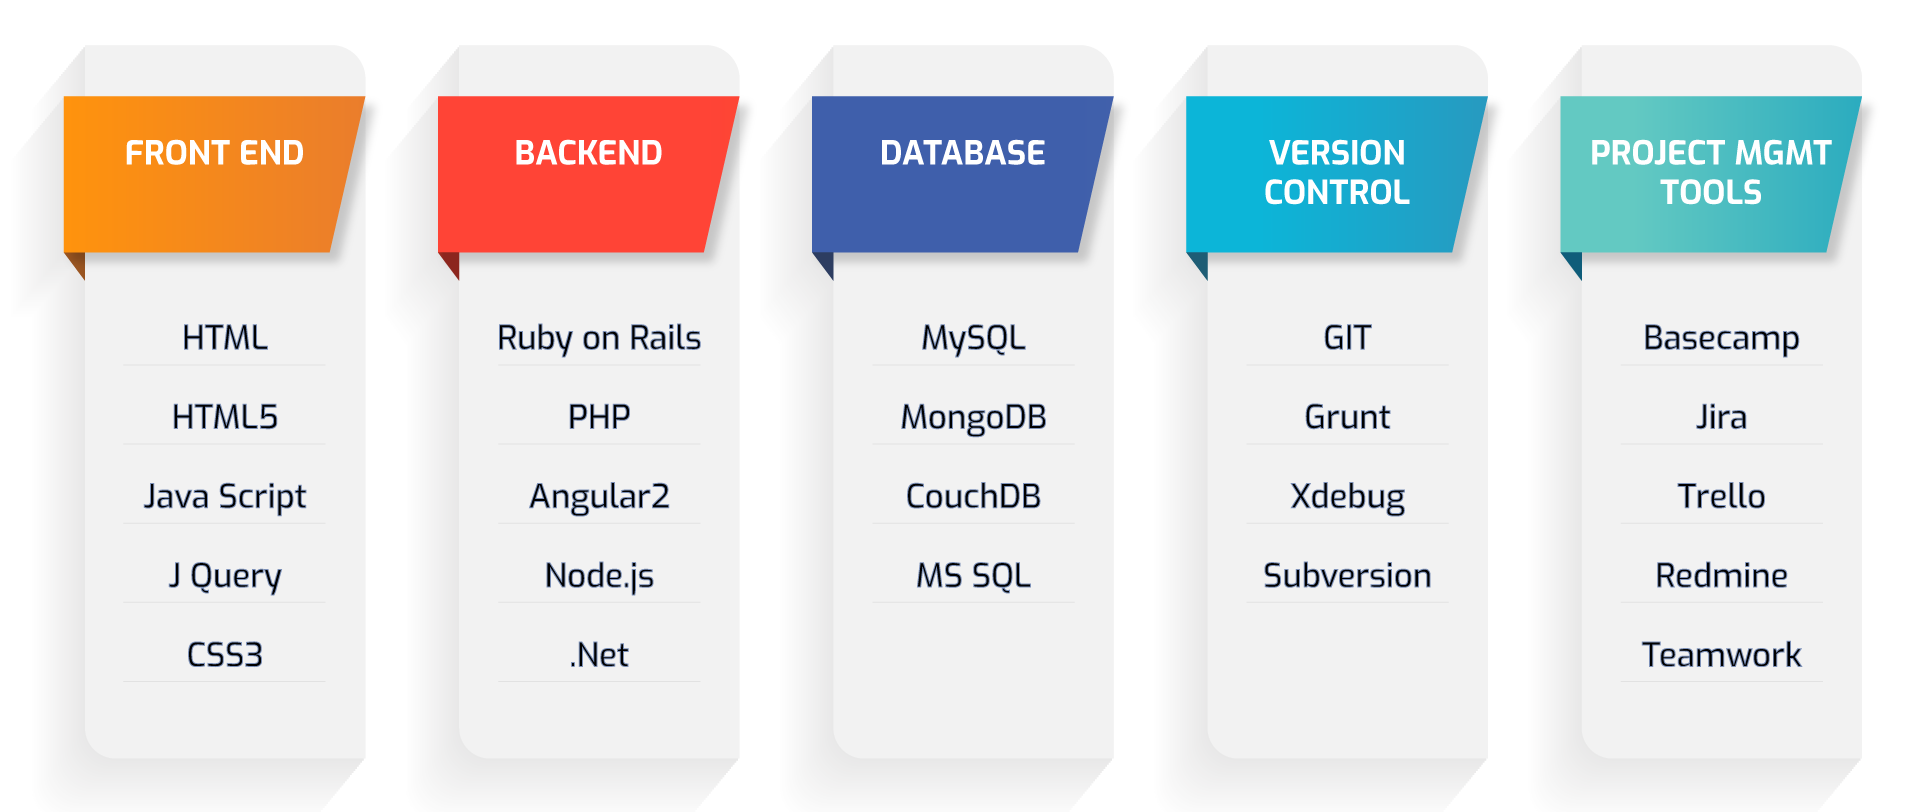 FRONT END
HTML
HTML5
Java Script
J Query
CSS3
BACKEND
Ruby on Rails
PHP
Angular2
Node.js
.Net
DATABASE
MySQL
MongoDB
CouchDB
MS SQL
VERSION
CONTROL
GIT
Grunt
Xdebug
Subversion
PROJECT MGMT
TOOLS
Basecamp
Jira
Trello
Redmine
Teamwork